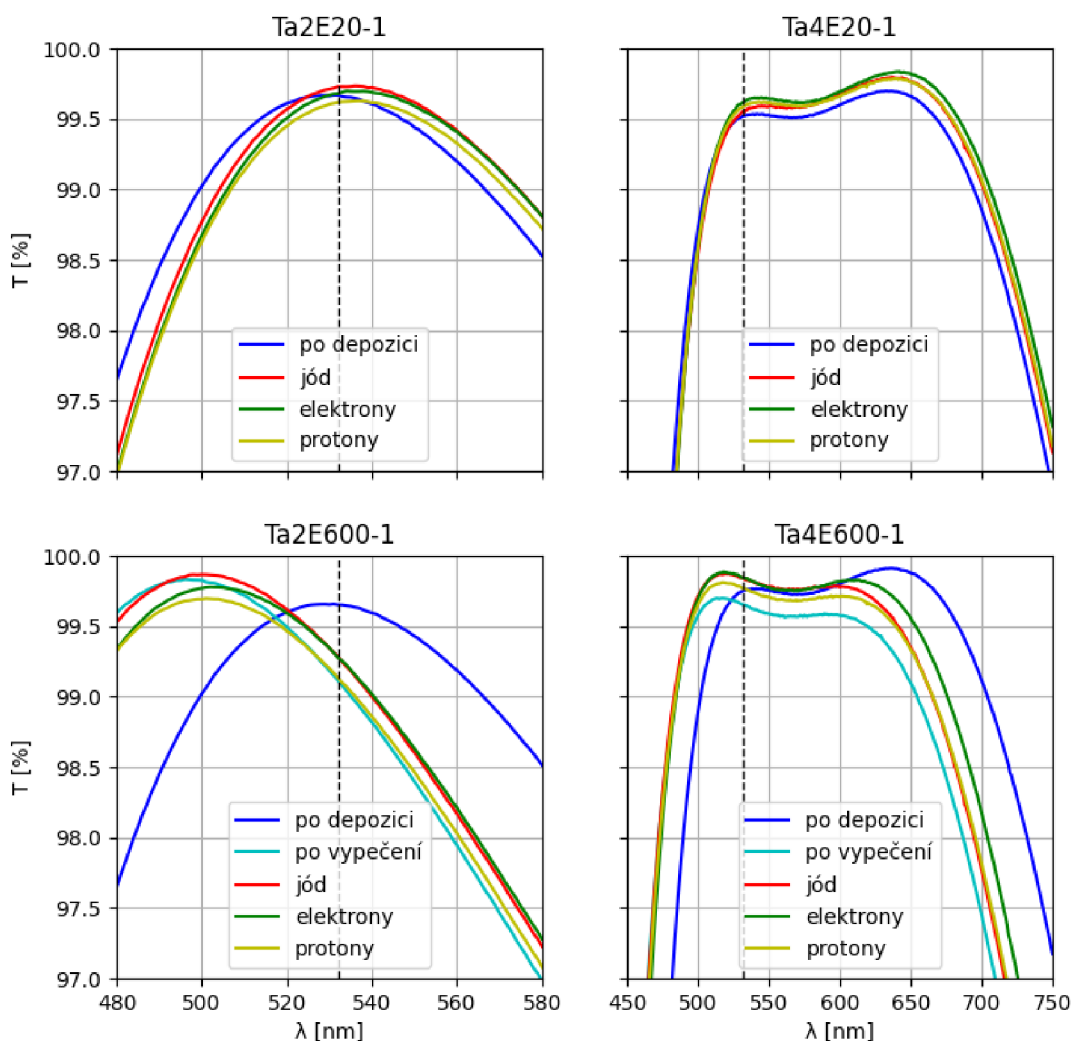 Ta2E20-1
Ta4E20-1
100.0
99.5
99.0
98.5
98.0
97.5
97.0
T [%]
po depozici
jód
elektrony
protony
po depozici
jód
elektrony
protony
Ta2E600-1
Ta4E600-1
100.0
99.5
99.0
98.5
98.0
97.5
97.0
T [%]
po depozici
po vypečení
jód
elektrony
protony
po depozici
po vypečení
jód
elektrony
protony
480 500 520 540 560 580
450 500 550 600 650 700 750
λ [nm]
λ [nm]